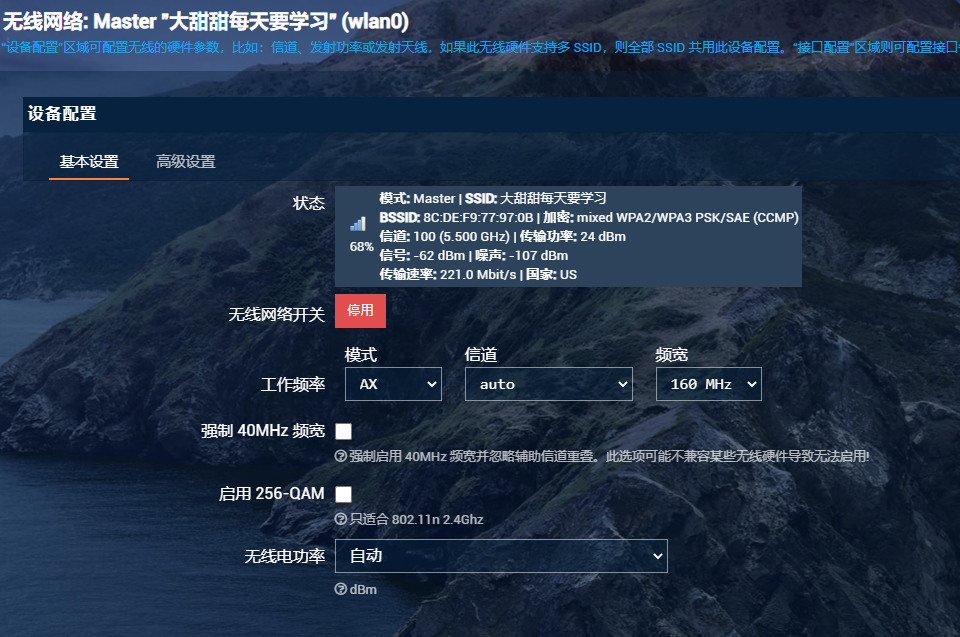 无线网络: Master "大甜甜每天要学习" (wlan0)
"设备配置"区域可配置无线的硬件参数，比如：信道、发射功率或发射天线，如果此无线硬件支持多 SSID，则全部 SSID 共用此设备配置。"接口配置"区域则可配置接口
设备配置
基本设置 高级设置
状态
模式: Master | SSID: 大甜甜每天要学习
BSSID: 8C:DE:F9:77:97:0B | 加密: mixed WPA2/WPA3 PSK/SAE (CCMP)
信道: 100 (5.500 GHz) | 传输功率: 24 dBm
68%
信号: -62 dBm | 噪声: -107 dBm
传输速率: 221.0 Mbit/s | 国家: US
无线网络开关 停用
模式 信道 频宽
工作频率 AX auto 160 MHz
强制 40MHz 频宽
强制启用 40MHz 频宽并忽略辅助信道重叠。此选项可能不兼容某些无线硬件导致无法启用!
启用 256-QAM
只适合 802.11n 2.4Ghz
无线电功率 自动
dBm